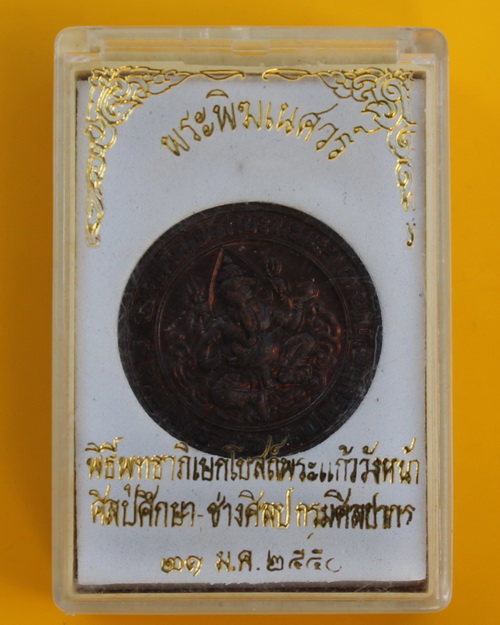 พระพิฆเนศวร์
พิธีพุทธาภิเษกโบสถ์พระแก้ววังหน้า
ศิลปศึกษา-ช่างศิลป กรมศิลปากร
๒๑ ม.ค. ๒๕๕๐